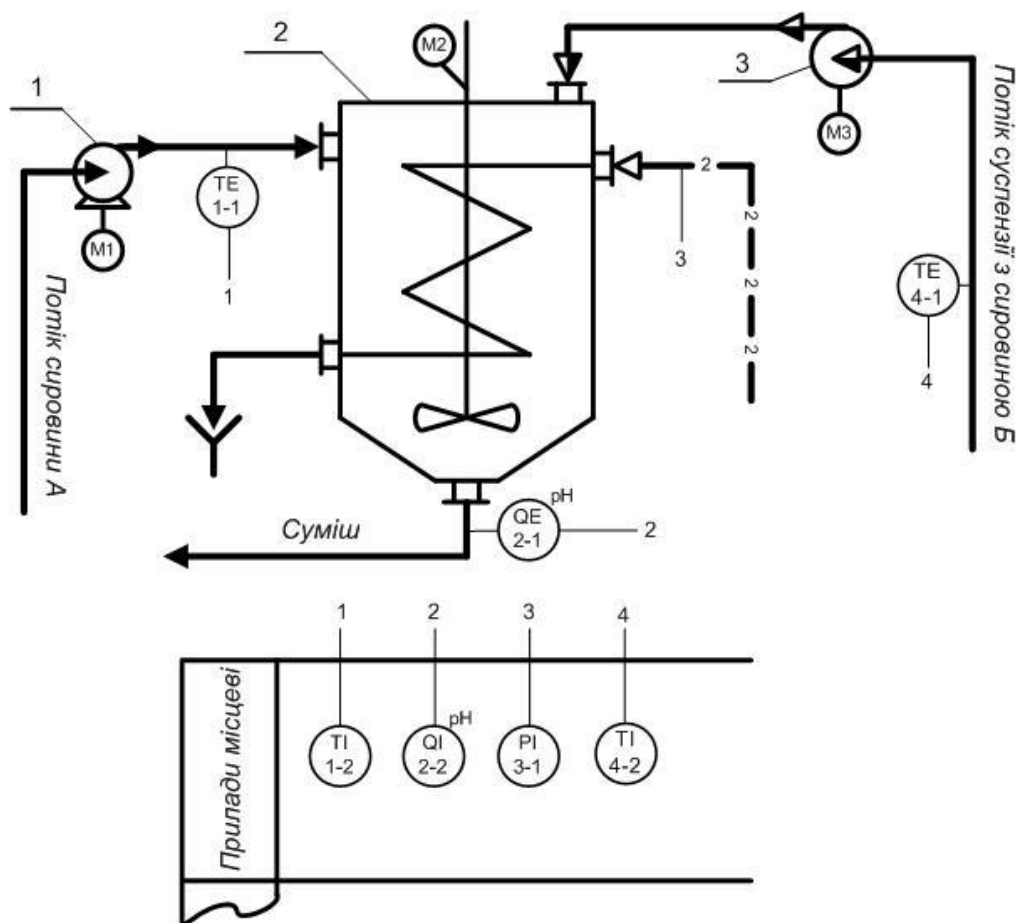 2
M2
3
M3
1
TE
1-1
M1
1
2
3
2
2
2
TE
4-1
4
Потік сировини А
Потік суспензії з сировиною Б
pH
QE
2-1
2
Суміш
1
2
3
4
Прилади місцеві
TI
1-2
pH
QI
2-2
PI
3-1
TI
4-2